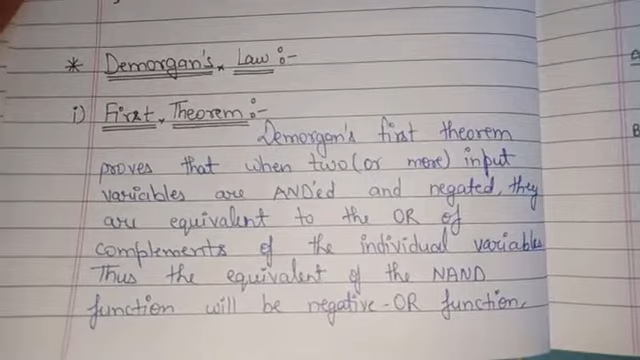 * Demorgan's Law :-
i) First Theorem :-
Demorgan's first theorem
proves that when two (or more) input
variables are AND'ed and negated, they
are equivalent to the OR of
complements of the individual variables
Thus the equivalent of the NAND
function will be negative-OR function.
A
B